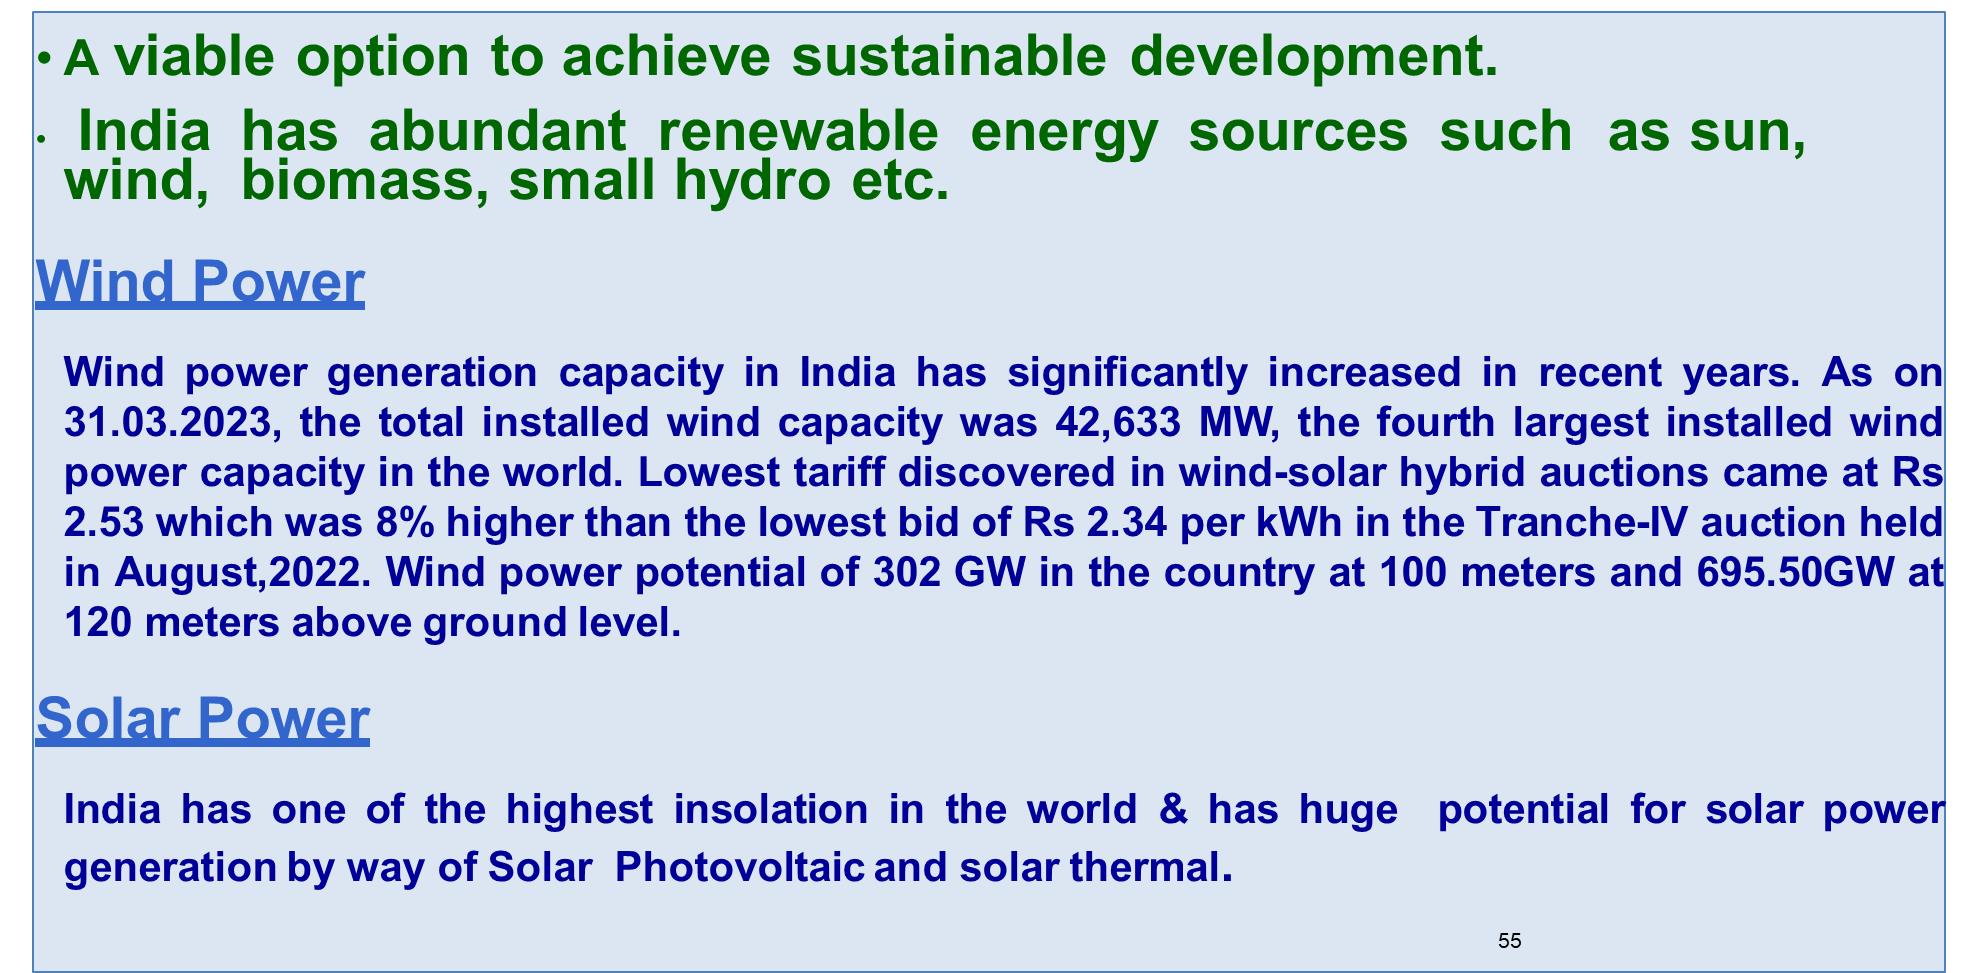 • A viable option to achieve sustainable development.
• India has abundant renewable energy sources such as sun,
wind, biomass, small hydro etc.
Wind Power
Wind power generation capacity in India has significantly increased in recent years. As on
31.03.2023, the total installed wind capacity was 42,633 MW, the fourth largest installed wind
power capacity in the world. Lowest tariff discovered in wind-solar hybrid auctions came at Rs
2.53 which was 8% higher than the lowest bid of Rs 2.34 per kWh in the Tranche-IV auction held
in August,2022. Wind power potential of 302 GW in the country at 100 meters and 695.50GW at
120 meters above ground level.
Solar Power
India has one of the highest insolation in the world & has huge potential for solar power
generation by way of Solar Photovoltaic and solar thermal.
55